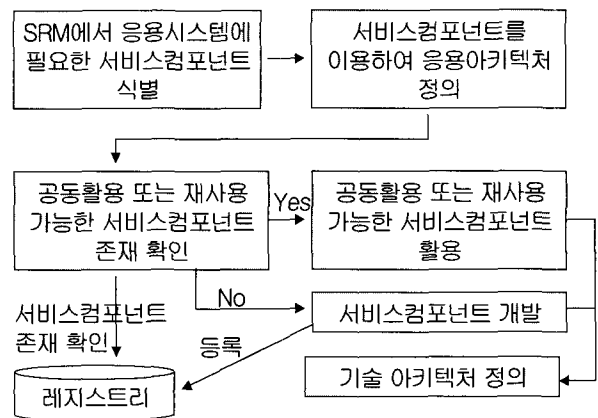 SRM에서 응용시스템에
필요한 서비스컴포넌트
식별
서비스컴포넌트를
이용하여 응용아키텍처
정의
공동활용 또는 재사용
가능한 서비스컴포넌트
존재 확인
Yes
공동활용 또는 재사용
가능한 서비스컴포넌트
활용
No
서비스컴포넌트
존재 확인
서비스컴포넌트 개발
등록
레지스트리
기술 아키텍처 정의